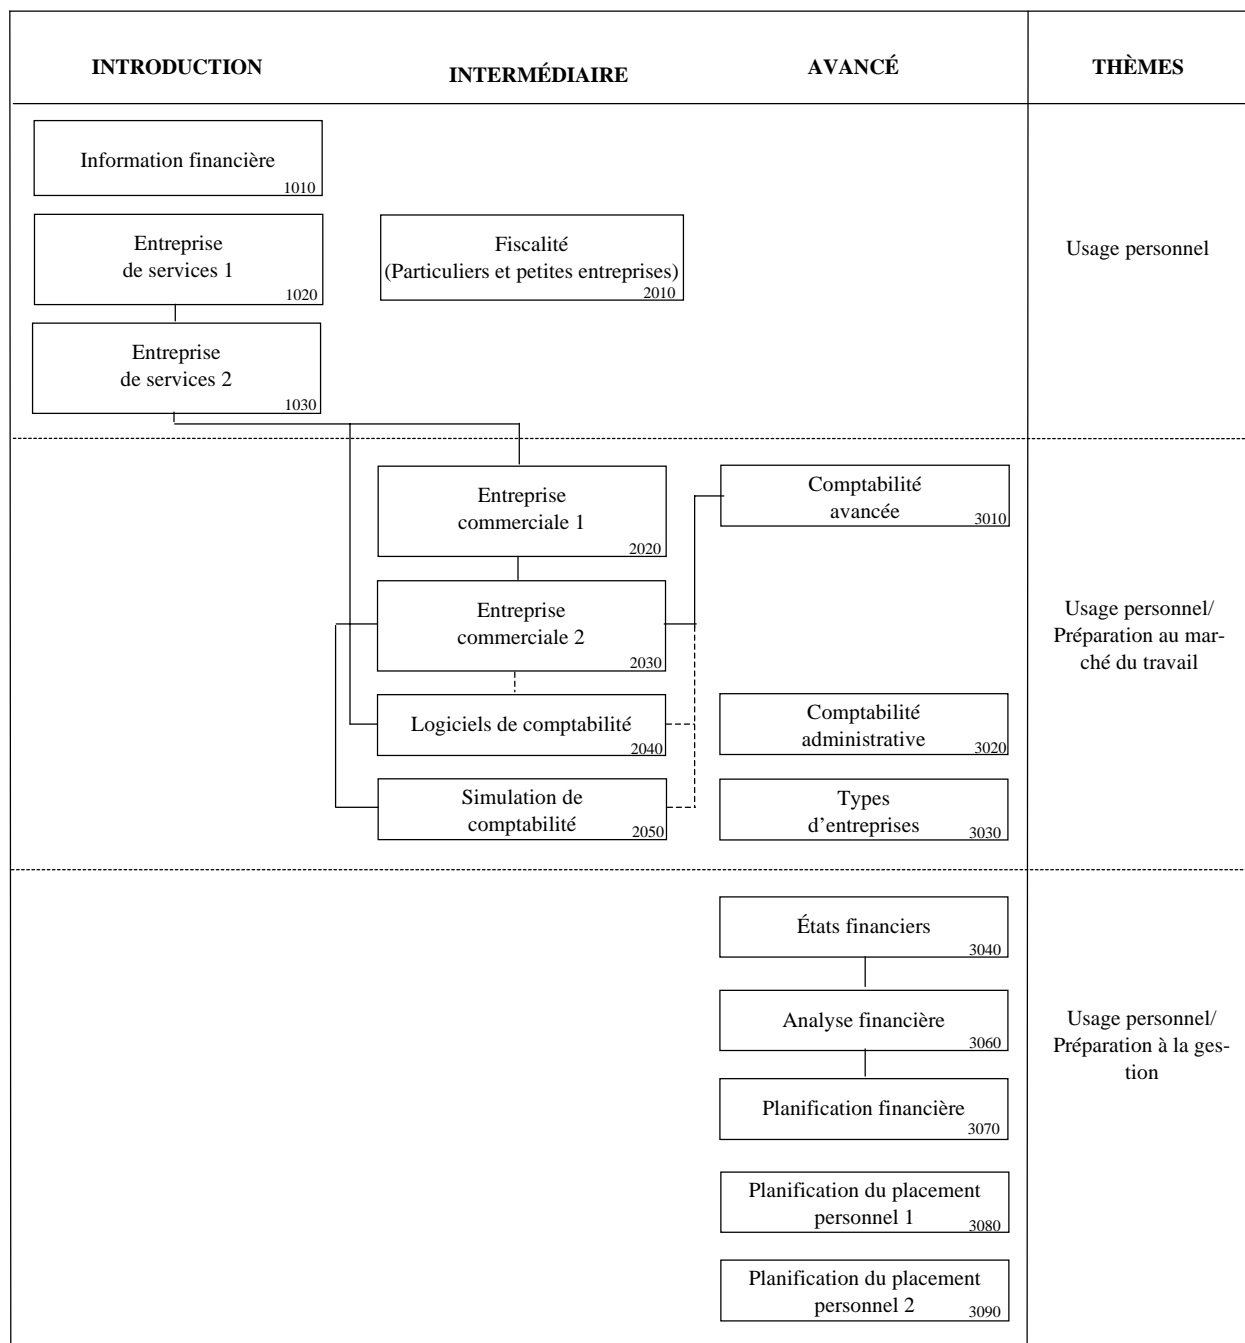 INTRODUCTION
INTERMÉDIAIRE
AVANCÉ
THÈMES
Information financière
1010
Entreprise
de services 1
1020
Fiscalité
(Particuliers et petites entreprises)
2010
Usage personnel
Entreprise
de services 2
1030
Entreprise
commerciale 1
2020
Comptabilité
avancée
3010
Entreprise
commerciale 2
2030
Usage personnel/
Préparation au mar-
ché du travail
Logiciels de comptabilité
2040
Comptabilité
administrative
3020
Simulation de
comptabilité
2050
Types
d’entreprises
3030
États financiers
3040
Analyse financière
3060
Usage personnel/
Préparation à la ges-
tion
Planification financière
3070
Planification du placement
personnel 1
3080
Planification du placement
personnel 2
3090